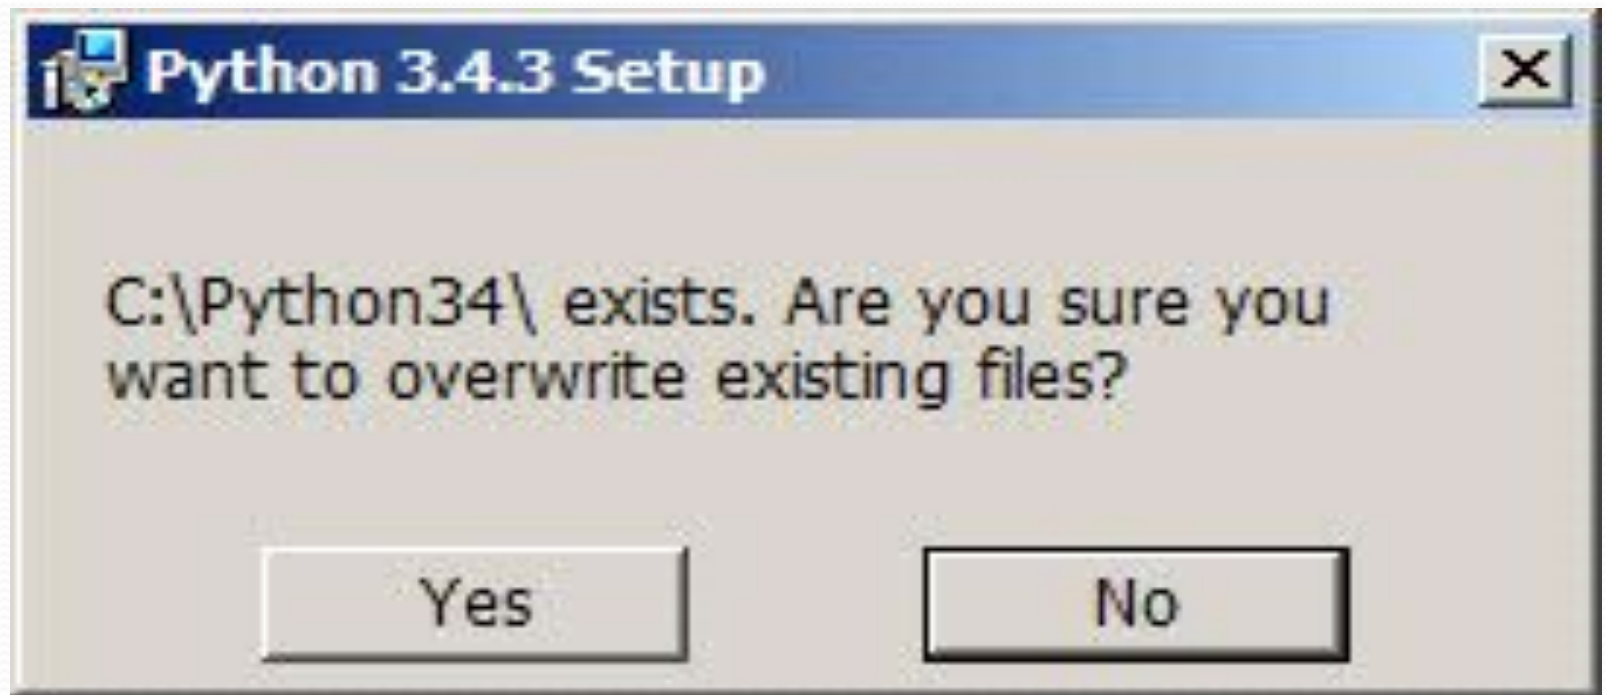 Python 3.4.3 Setup
C:\Python34\ exists. Are you sure you
want to overwrite existing files?
Yes No